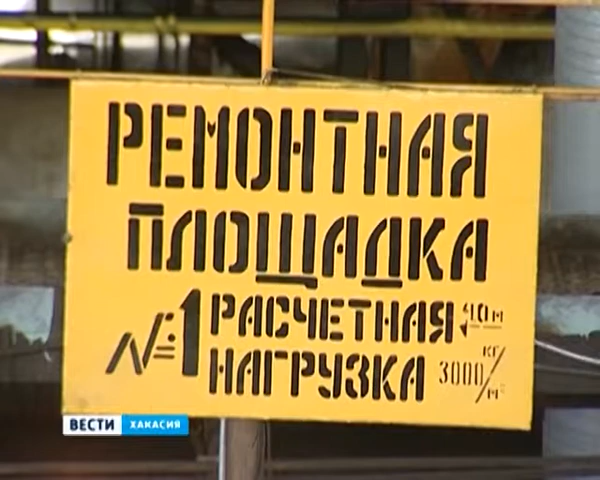 РЕМОНТНАЯ
ПЛОЩАДКА
№1 РАСЧЕТНАЯ
НАГРУЗКА 3000 КГ/М²
ВЕСТИ ХАКАСИЯ